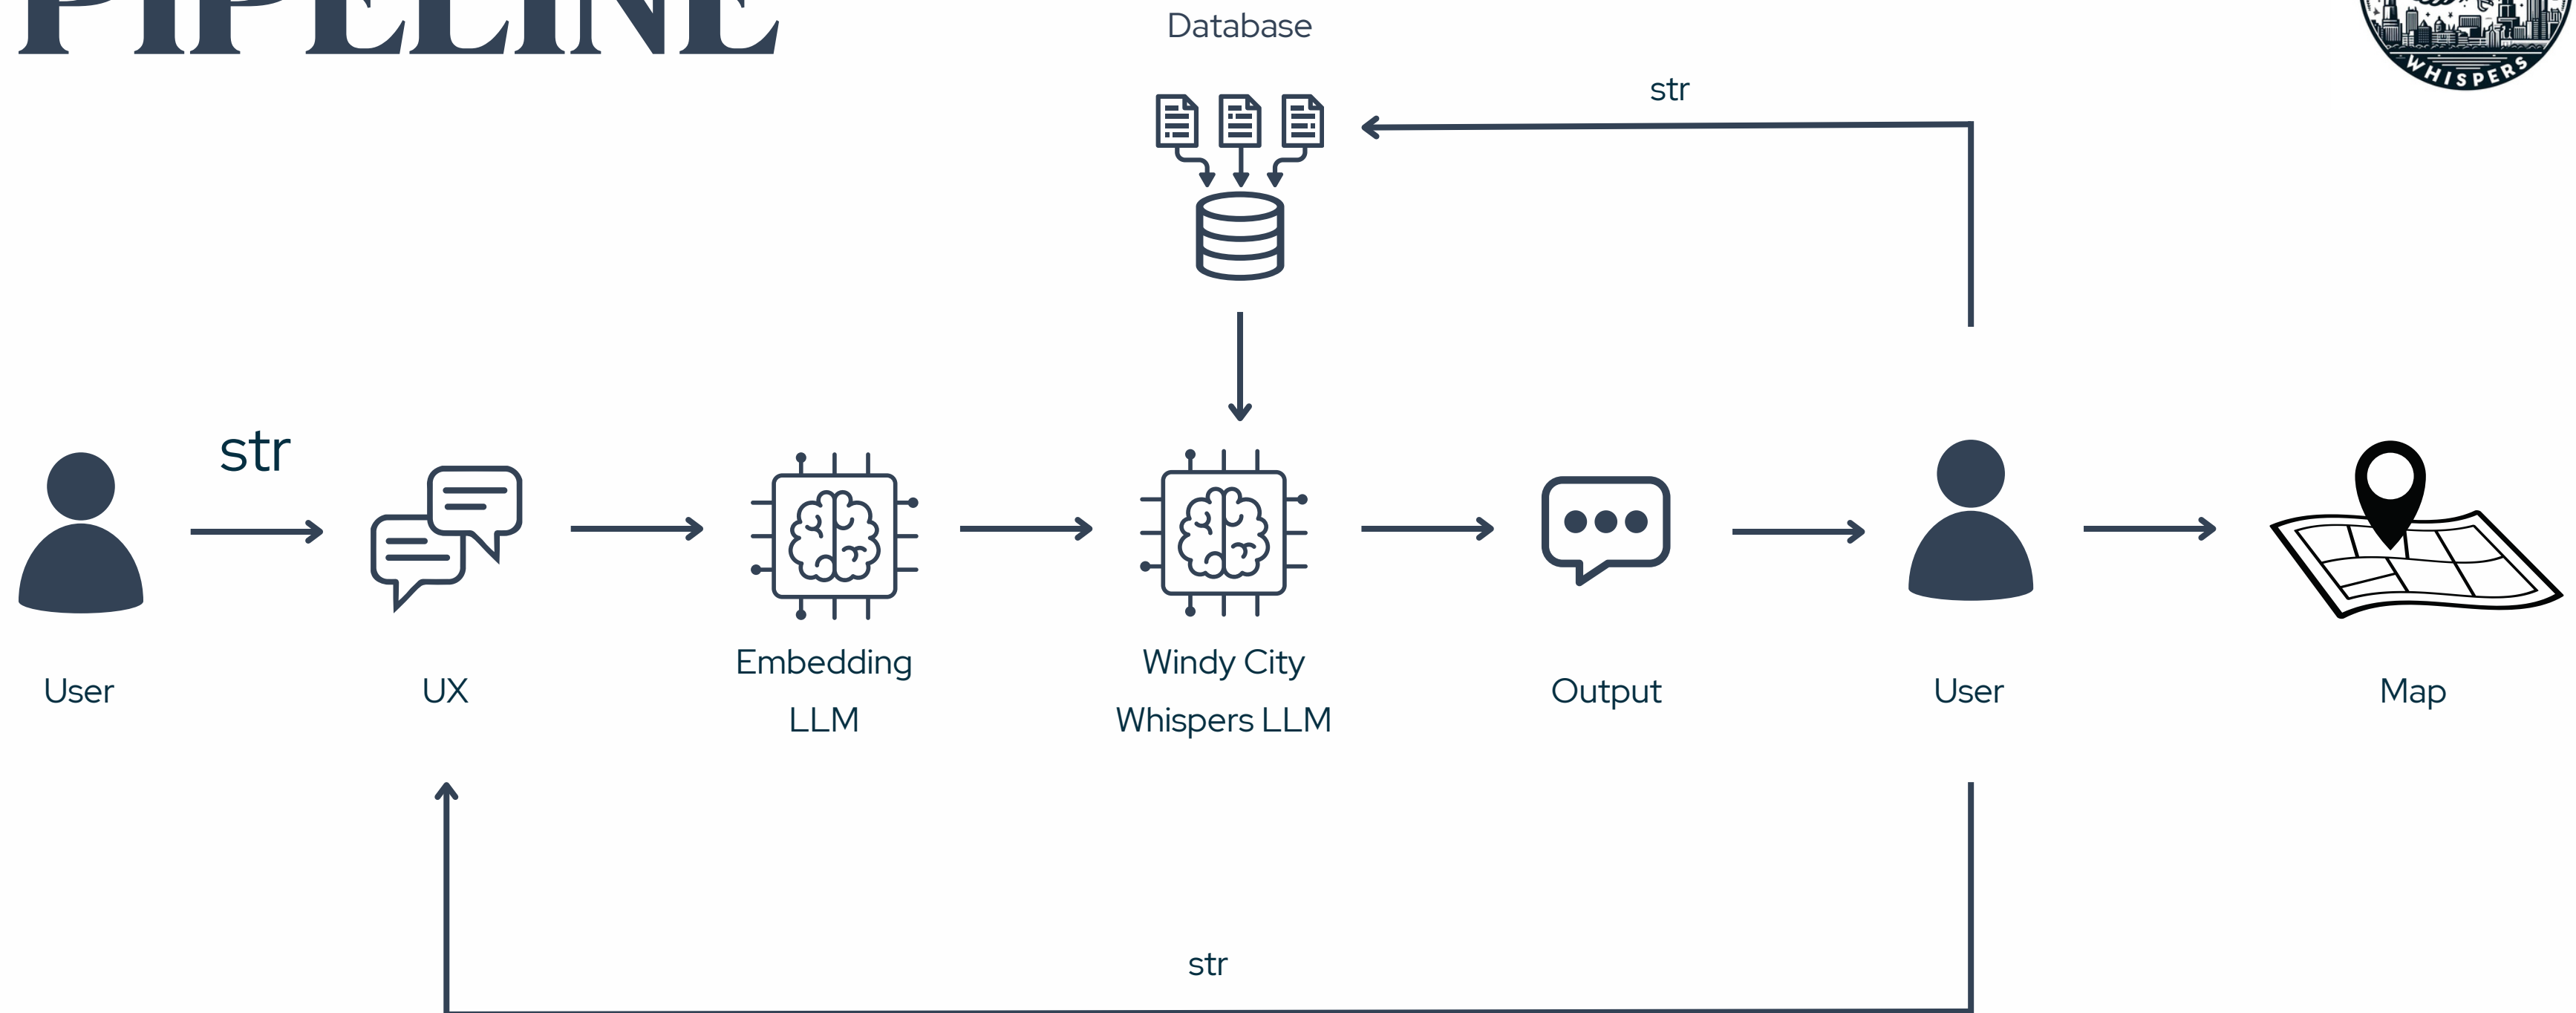 PIPELINE
Database
str
WHISPERS
str
User
UX
Embedding
LLM
Windy City
Whispers LLM
Output
User
Map
str